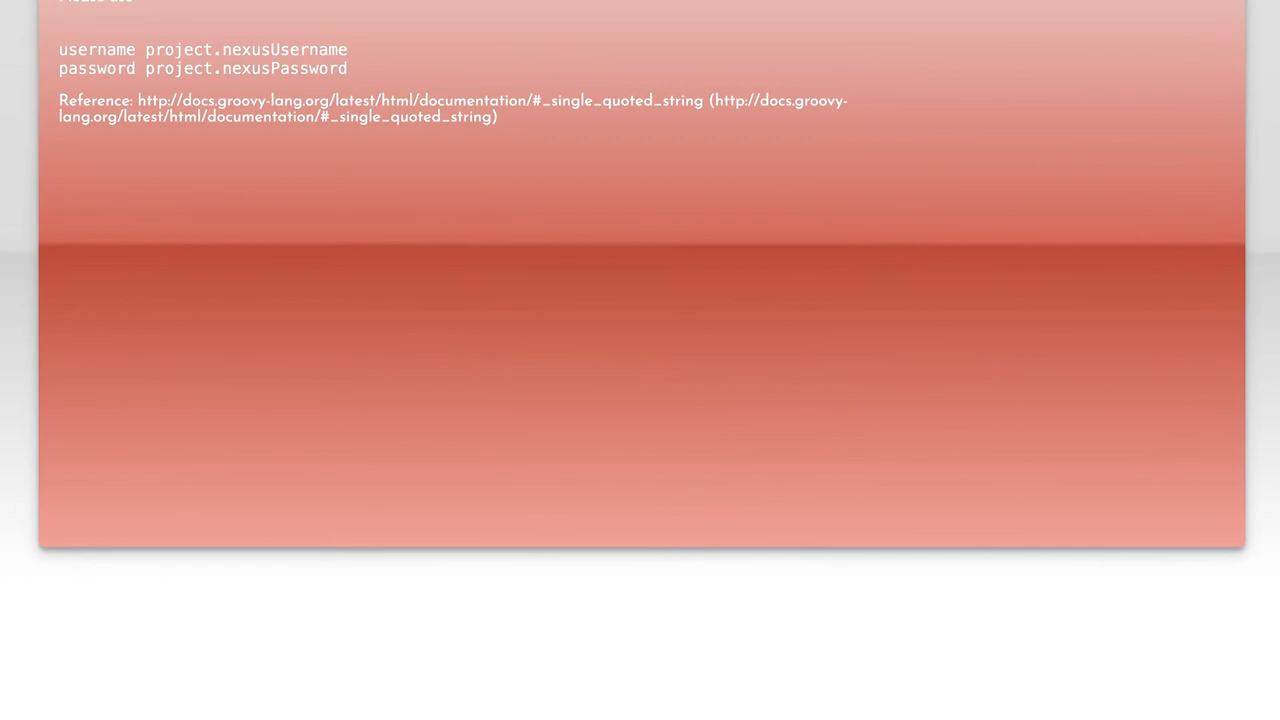 username project.nexusUsername
password project.nexusPassword
Reference: http://docs.groovy-lang.org/latest/html/documentation/#_single_quoted_string (http://docs.groovy-
lang.org/latest/html/documentation/#_single_quoted_string)